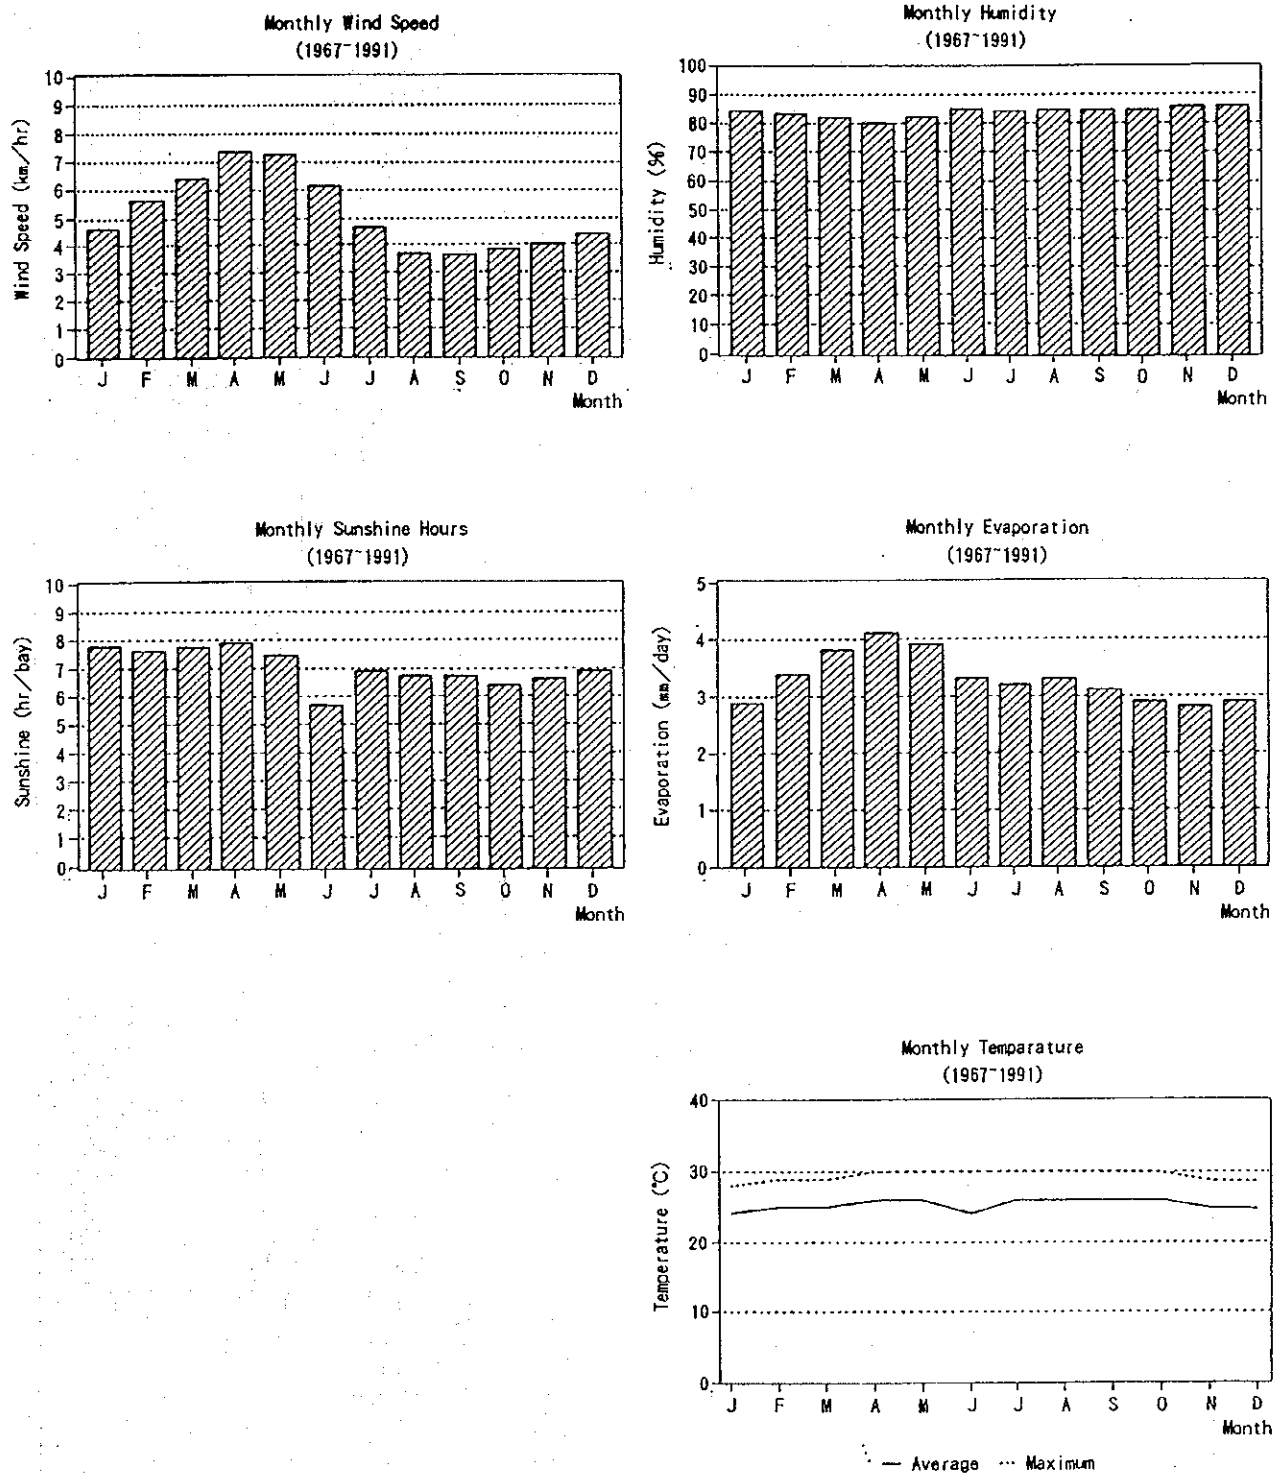 Monthly Wind Speed
(1967~1991)
Wind Speed (km/hr)
10
9
8
7
6
5
4
3
2
1
0
J F M A M J J A S O N D
Month
Monthly Humidity
(1967~1991)
Humidity (%)
100
90
80
70
60
50
40
30
20
10
0
J F M A M J J A S O N D
Month
Monthly Sunshine Hours
(1967~1991)
Sunshine (hr/bay)
10
9
8
7
6
5
4
3
2
1
0
J F M A M J J A S O N D
Month
Monthly Evaporation
(1967~1991)
Evaporation (mm/day)
5
4
3
2
1
0
J F M A M J J A S O N D
Month
Monthly Temparature
(1967~1991)
Temperature (°C)
40
30
20
10
0
J F M A M J J A S O N D
Month
Average Maximum